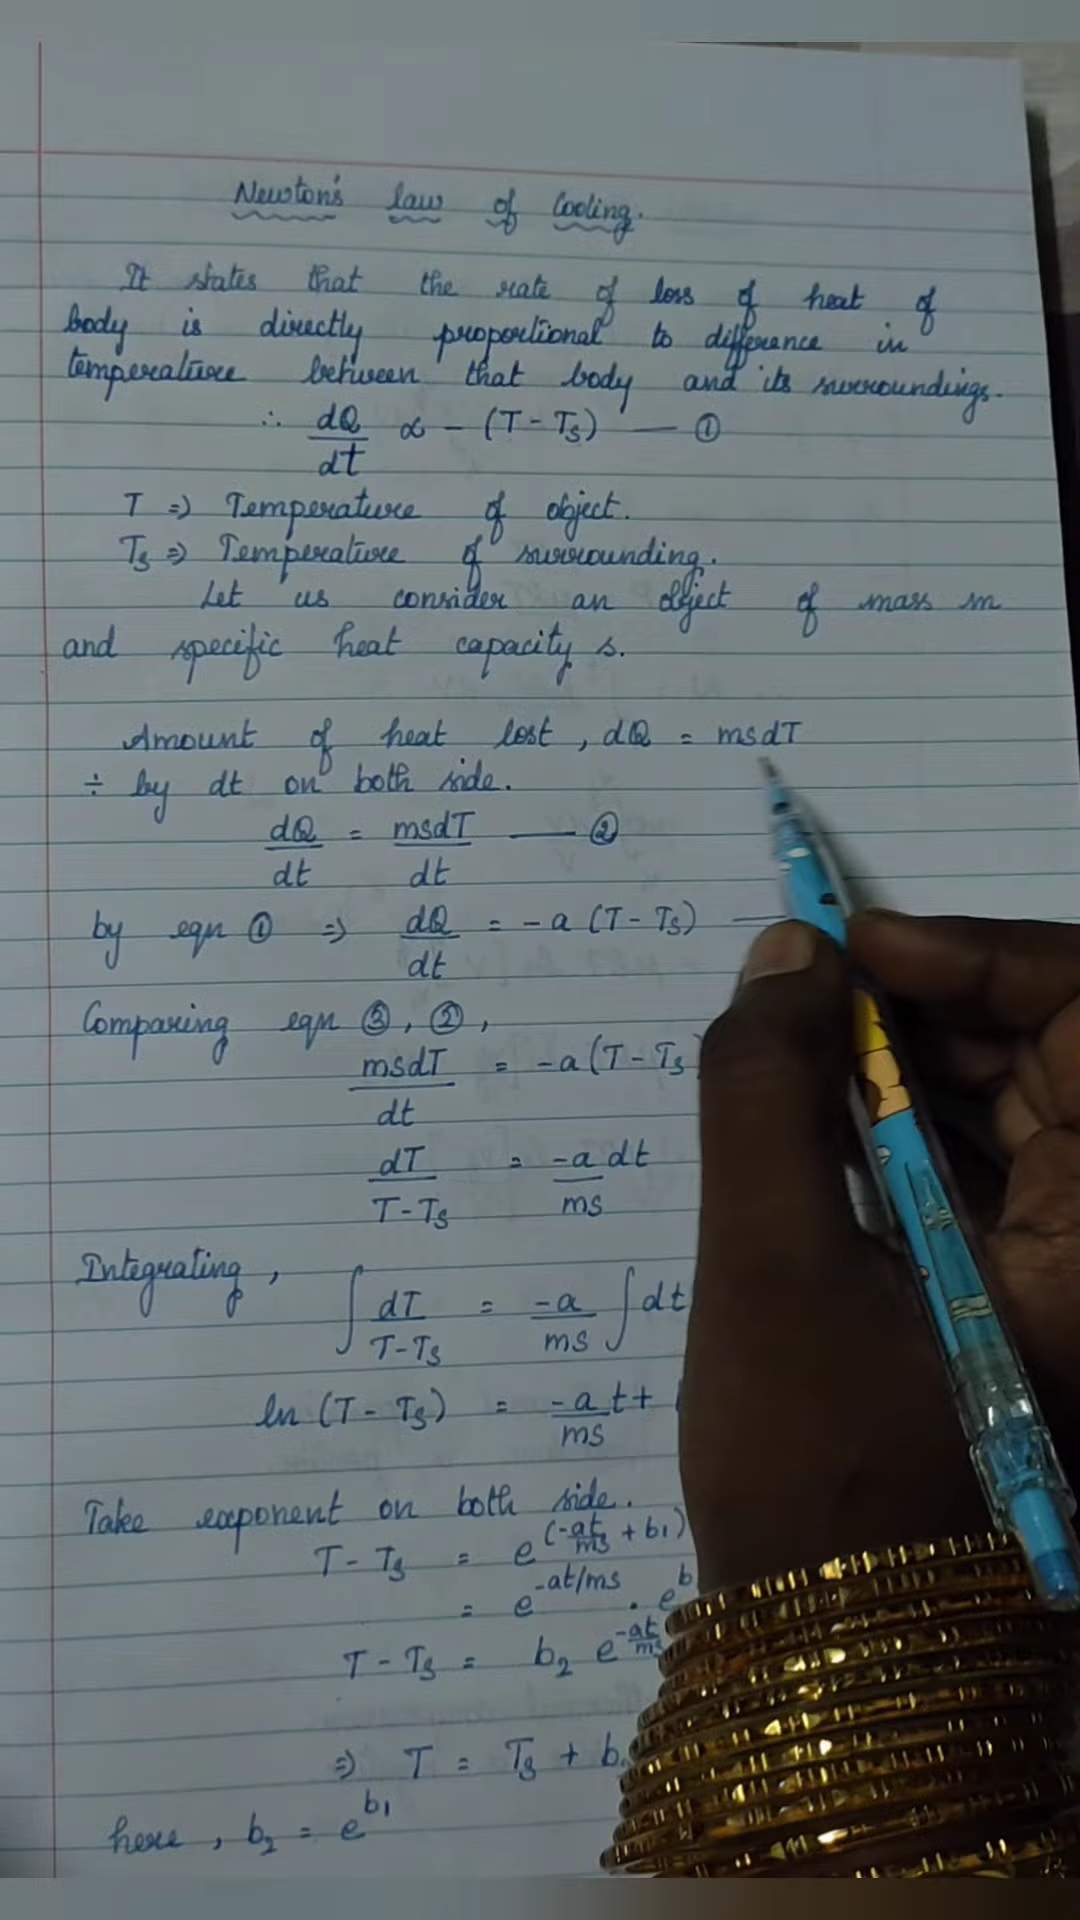 Newton's law of Cooling.
It states that the rate of loss of heat of
body is directly proportional to difference in
temperature between that body and its surroundings.
∴ dQ/dt ∝ - (T - Ts) — ①
T => Temperature of object.
Ts => Temperature of surrounding.
Let us consider an object of mass m
and specific heat capacity s.
Amount of heat lost, dQ = msdT
÷ by dt on both side.
dQ/dt = msdT/dt — ②
by eqn ① => dQ/dt = -a (T - Ts) —
Comparing eqn ③, ②,
msdT/dt = -a (T - Ts
dT/T-Ts = -a/ms dt
Integrating,
∫ dT/T-Ts = -a/ms ∫ dt
ln (T - Ts) = -a/ms t +
Take exponent on both side.
T - Ts = e^(-at/ms + b1)
= e^-at/ms . e^b
T - Ts = b2 e^-at/ms
=> T = Ts + b
here, b2 = e^b1